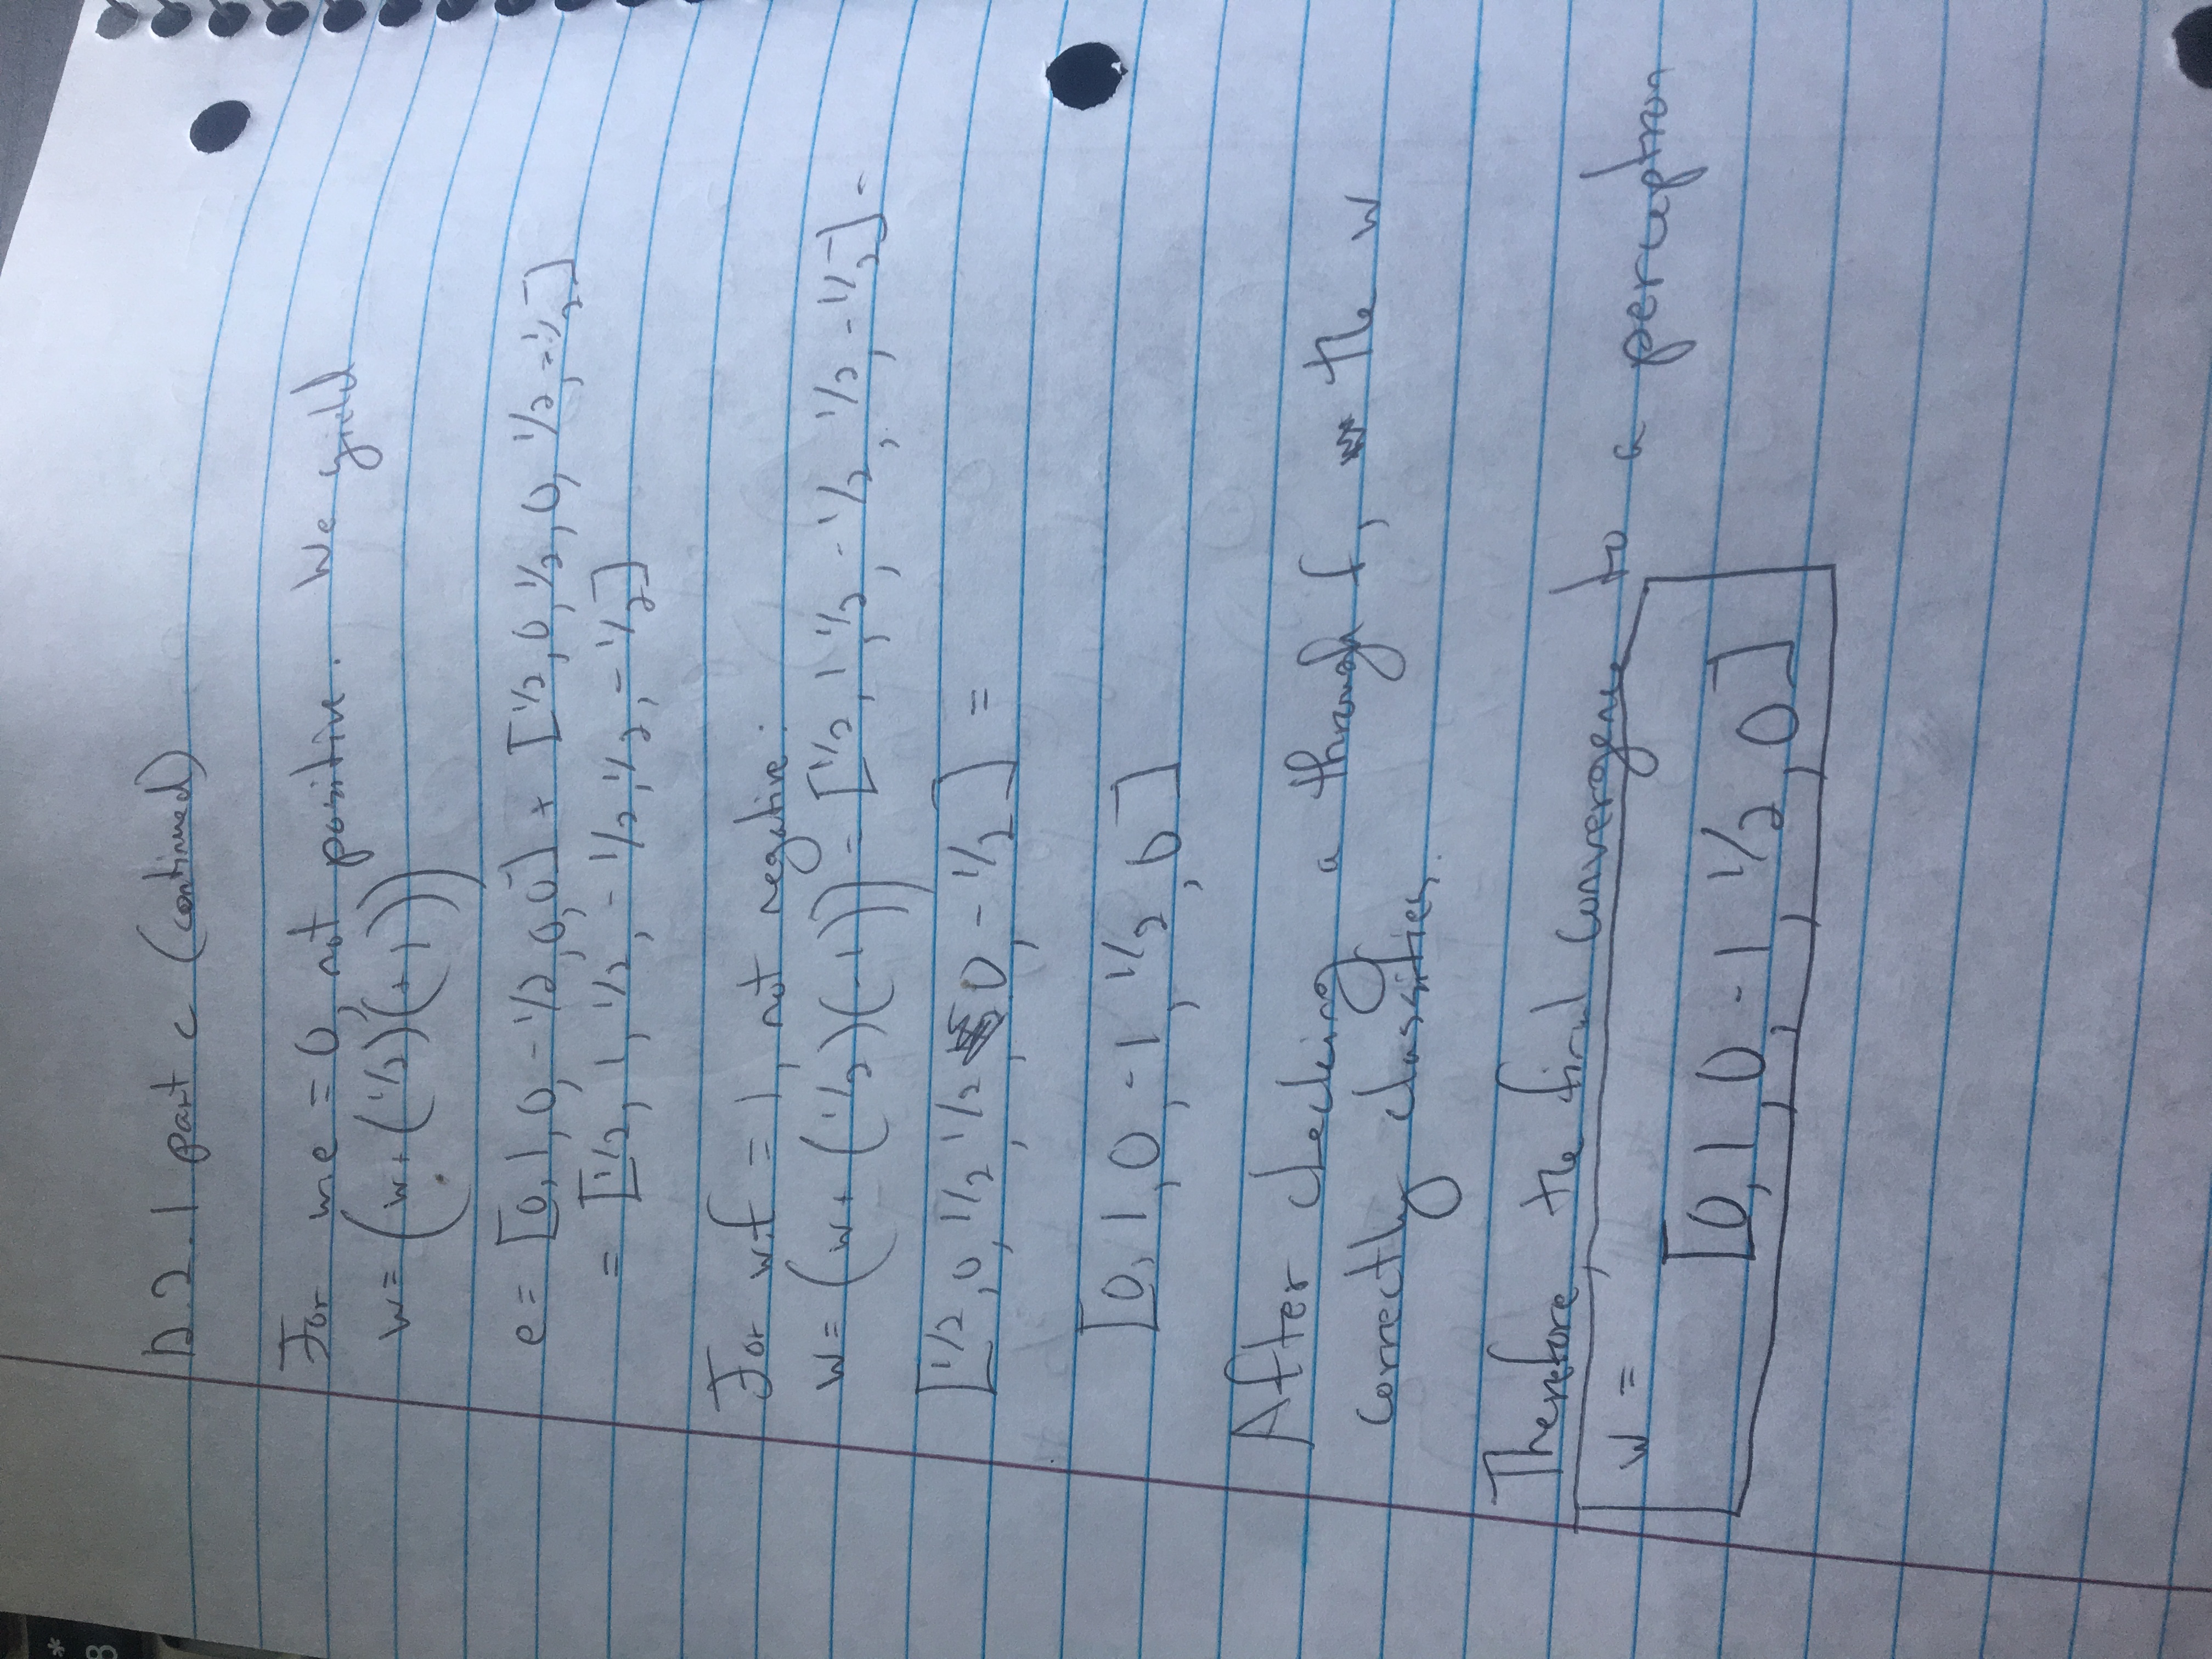 12.2.1 part c (continued)
For w.e = 0, not positive. We yield
w = (w + (1/2)(+1))
e = [0, 1, 0, -1/2, 0, 0] + [1/2, 0, 1/2, 0, 1/2, -1/2]
= [1/2, 1, 1/2, -1/2, 1/2, -1/2]
For w.f = 1, not negative:
w = (w + (1/2)(-1)) = [1/2, 1, 1/2, -1/2, 1/2, -1/2] -
[1/2, 0, 1/2, 1/2, 0, -1/2] =
[0, 1, 0, -1, 1/2, 0]
After checking a through f, the w
correctly classifies.
Therefore, the final convergence to a perceptron
w =
[0, 1, 0, -1, 1/2, 0]
*
8